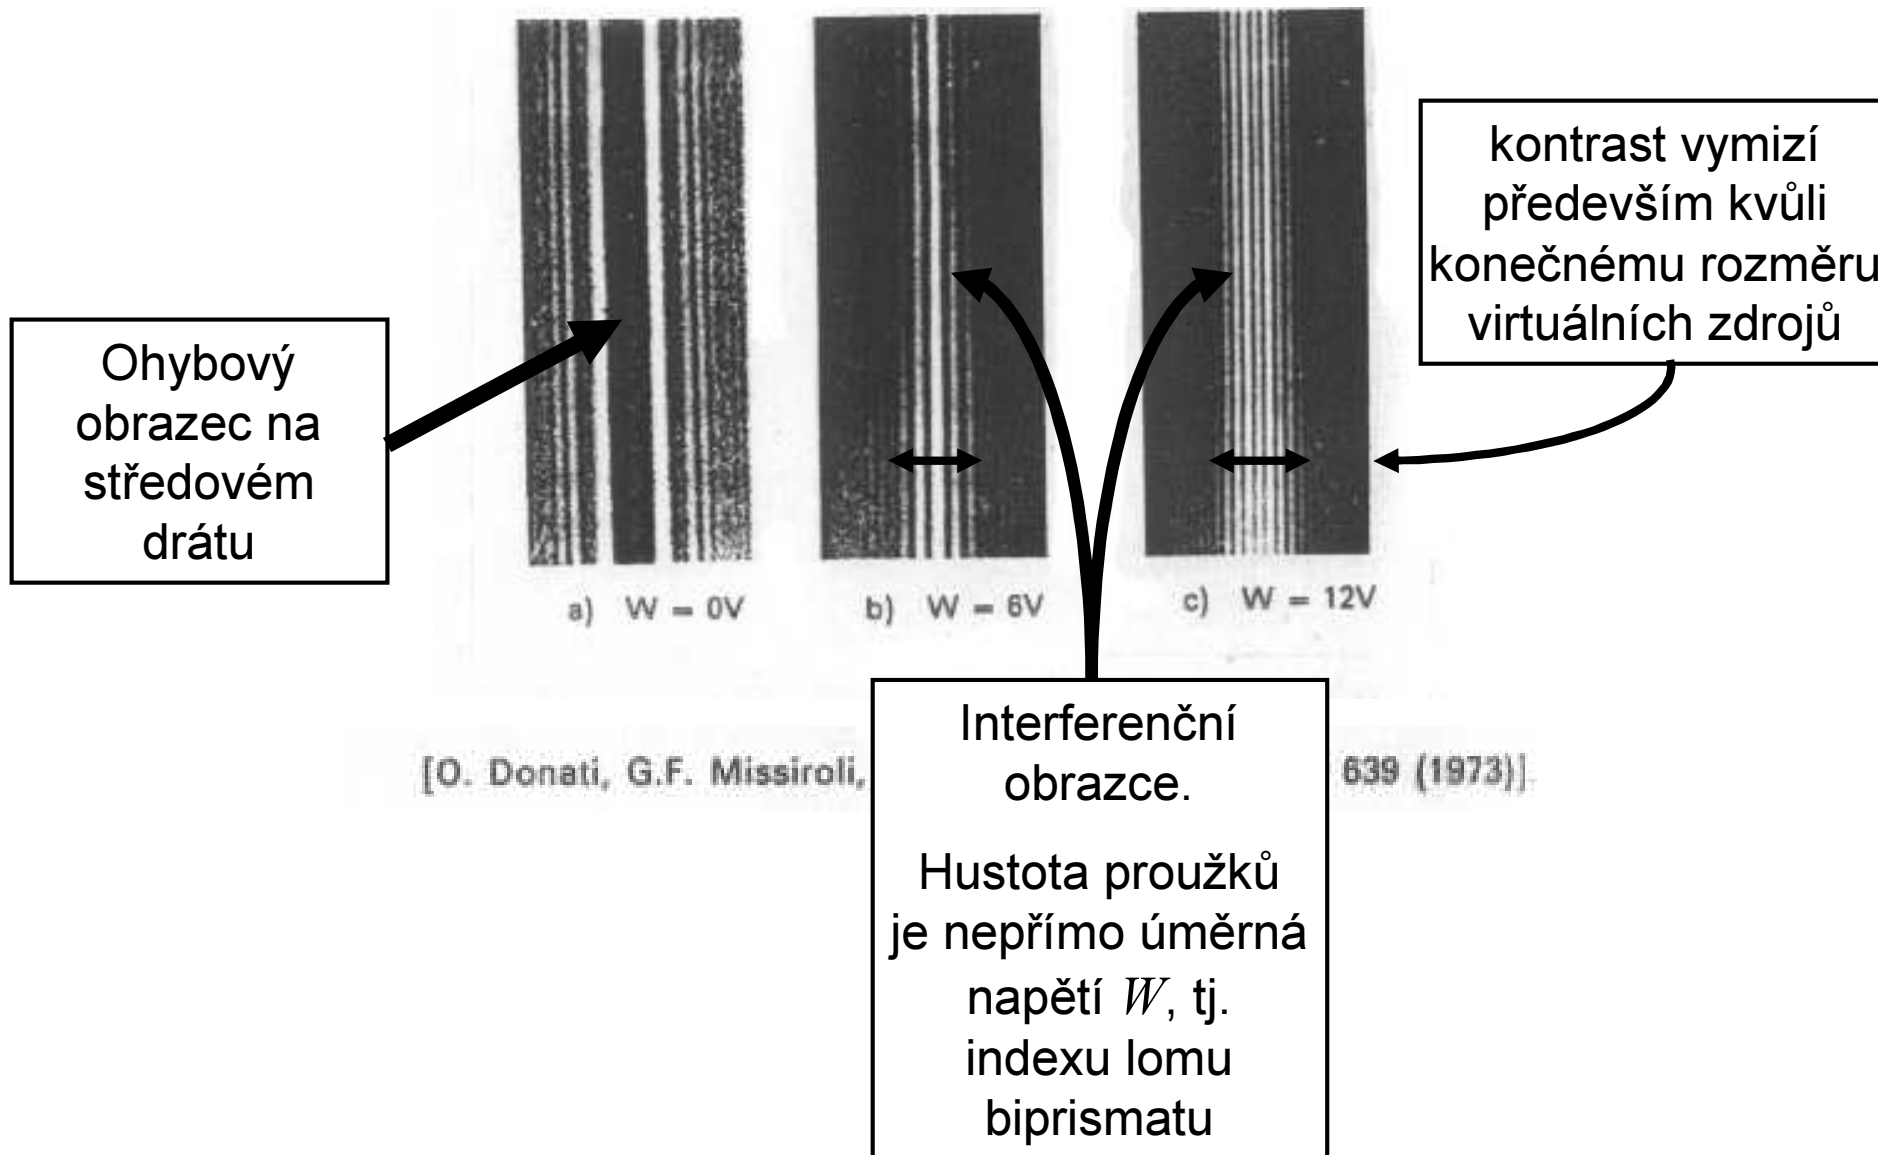 kontrast vymizí
především kvůli
konečnému rozměru
virtuálních zdrojů
Ohybový
obrazec na
středovém
drátu
a) W = 0V
b) W = 6V
c) W = 12V
[O. Donati, G.F. Missiroli,
639 (1973)]
Interferenční
obrazce.
Hustota proužků
je nepřímo úměrná
napětí W, tj.
indexu lomu
biprismatu